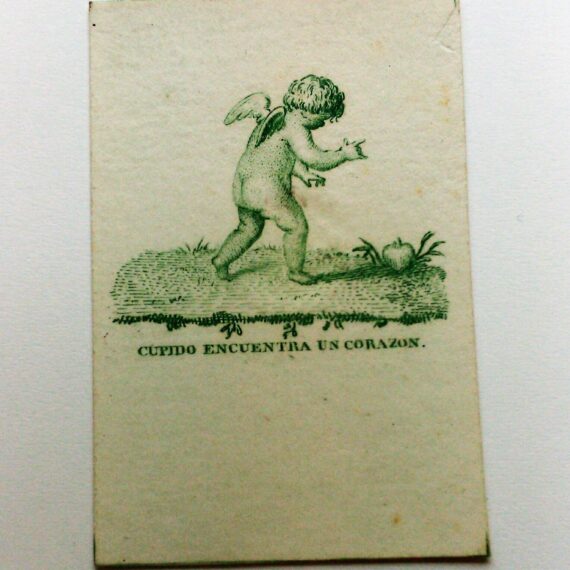 CUPIDO ENCUENTRA UN CORAZON.